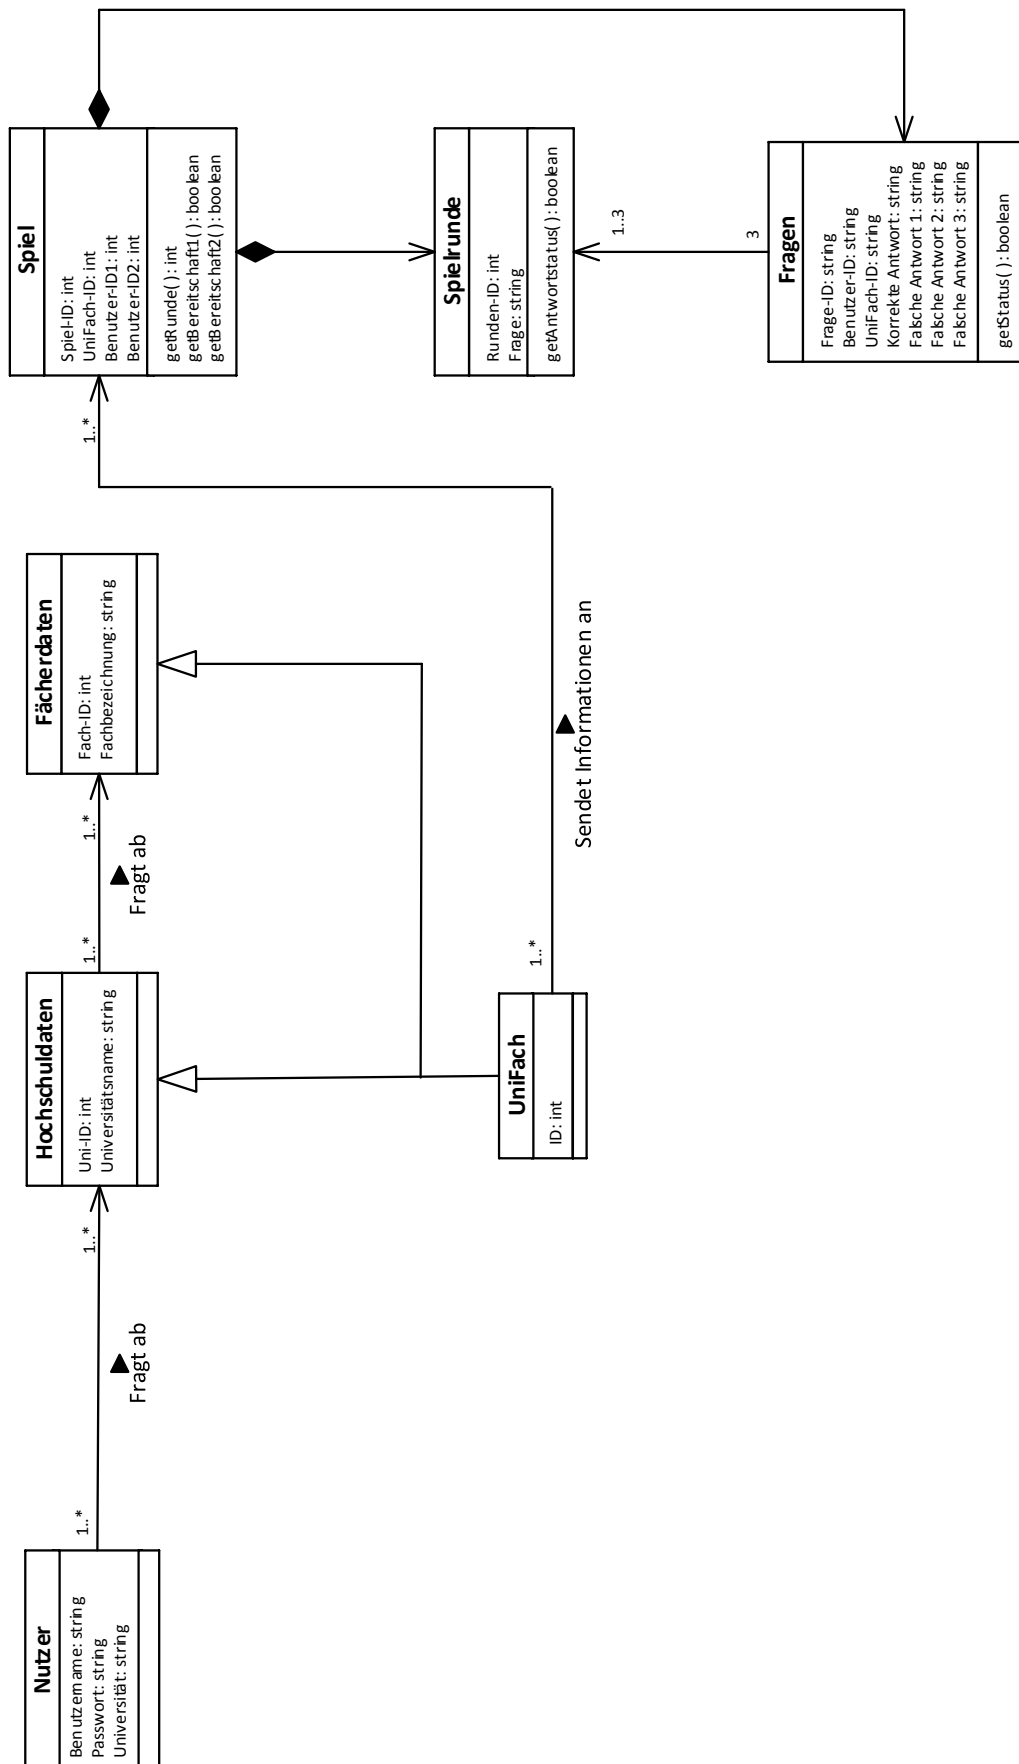 Nutzer
Benutzername: string
Passwort: string
Universität: string
1..*
Fragt ab
1..*
Hochschuldaten
Uni-ID: int
Universitätsname: string
1..*
Fragt ab
1..*
Fächerdaten
Fach-ID: int
Fachbezeichnung: string
UniFach
ID: int
1..*
Sendet Informationen an
1..*
Spiel
Spiel-ID: int
UniFach-ID: int
Benutzer-ID1: int
Benutzer-ID2: int
getRunde(): int
getBereitschaft1(): boolean
getBereitschaft2(): boolean
Spielrunde
Runden-ID: int
Frage: string
getAntwortstatus(): boolean
1..3
3
Fragen
Frage-ID: string
Benutzer-ID: string
UniFach-ID: string
Korrekte Antwort: string
Falsche Antwort 1: string
Falsche Antwort 2: string
Falsche Antwort 3: string
getStatus(): boolean